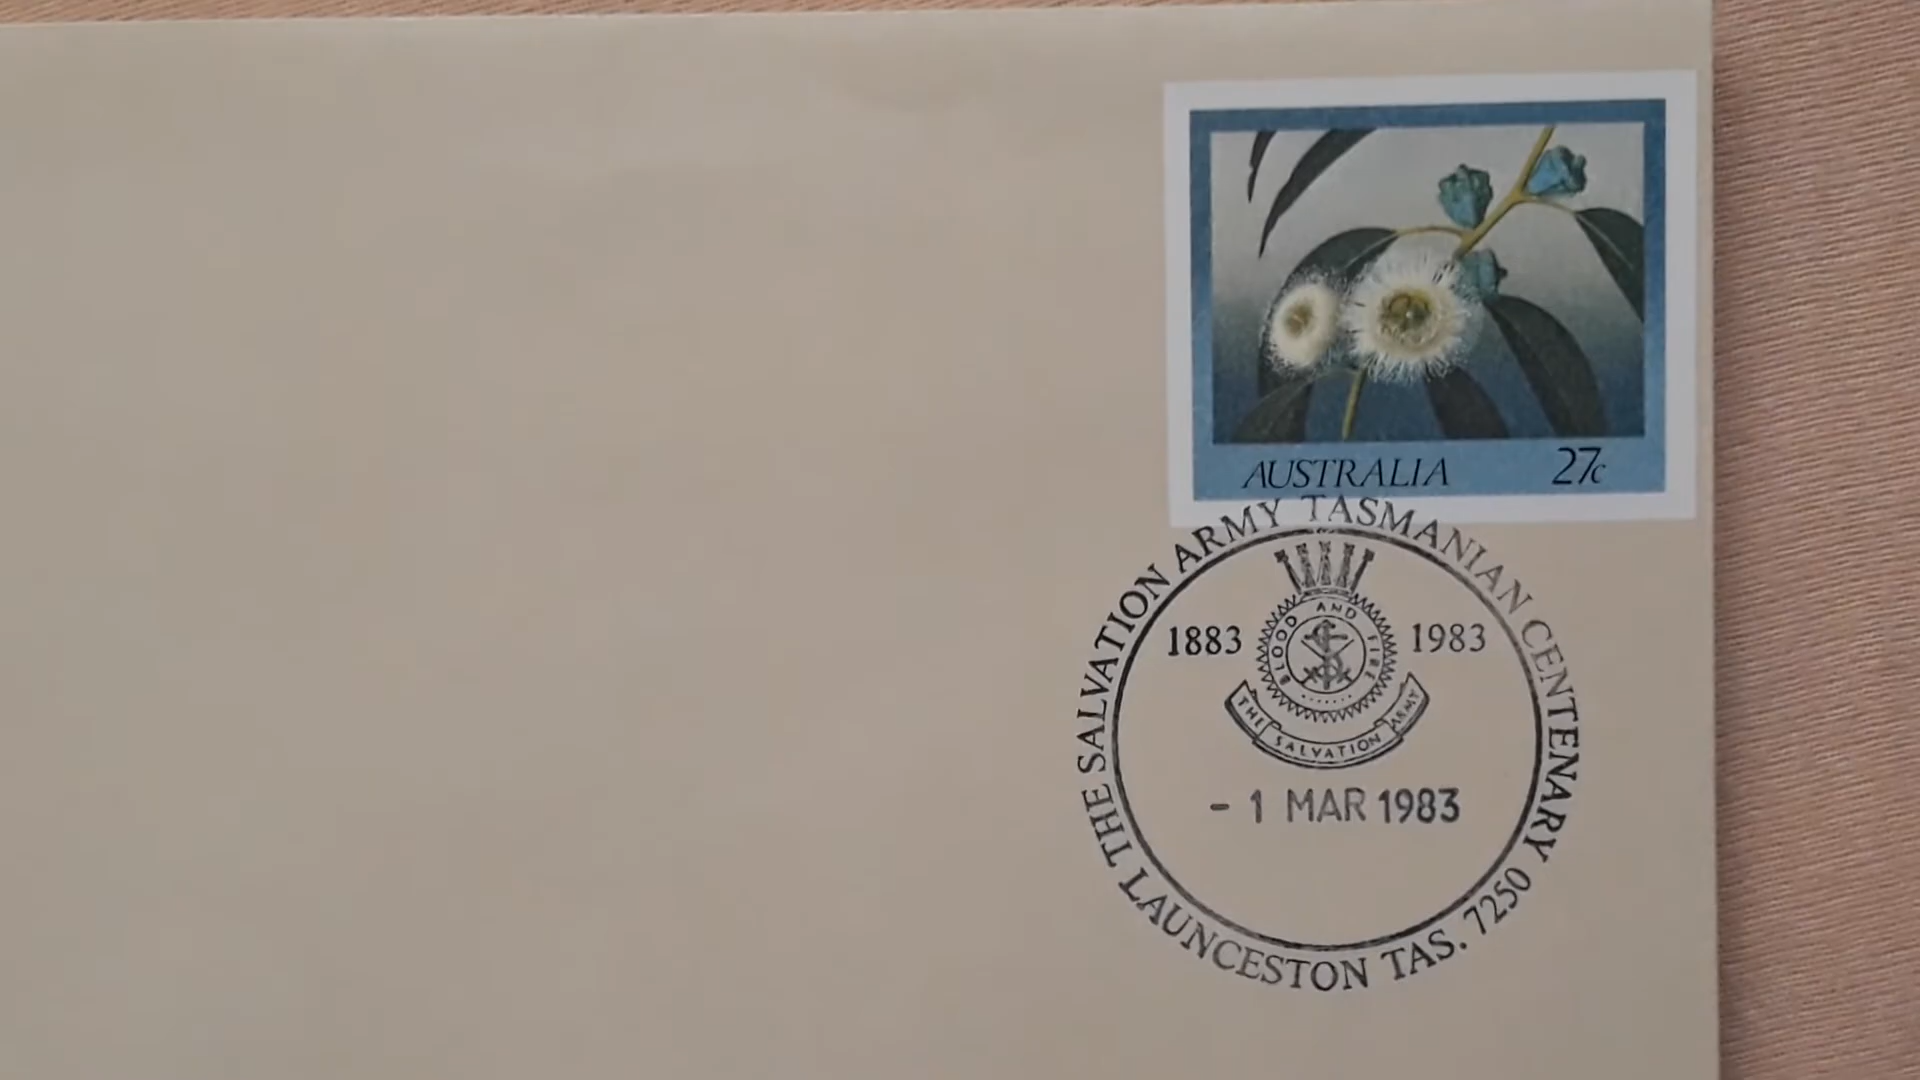 AUSTRALIA 27c
THE SALVATION ARMY TASMANIAN CENTENARY
1883 1983
BLOOD AND FIRE
THE SALVATION ARMY
- 1 MAR 1983
LAUNCESTON TAS. 7250